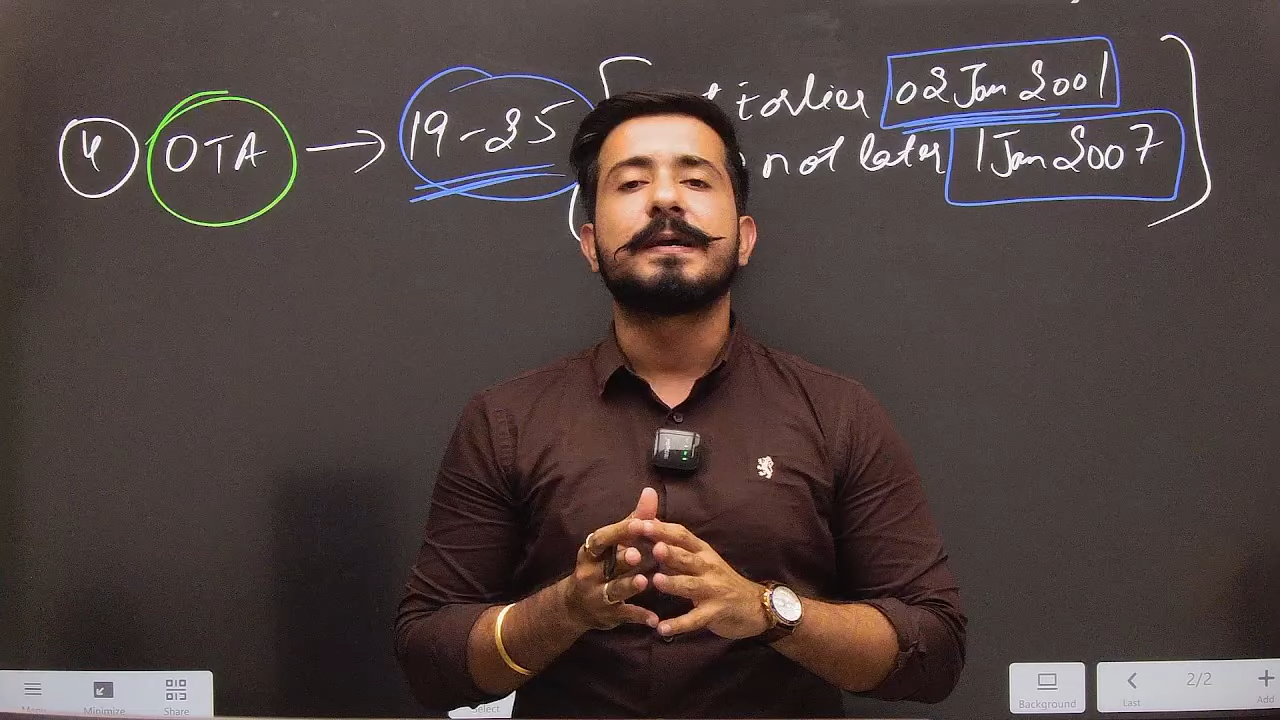 4 OTA → 19-25 Earlier 02 Jan 2001
not later 1 Jan 2007
Minimize
Share
Select
Background
Last
2/2
Add